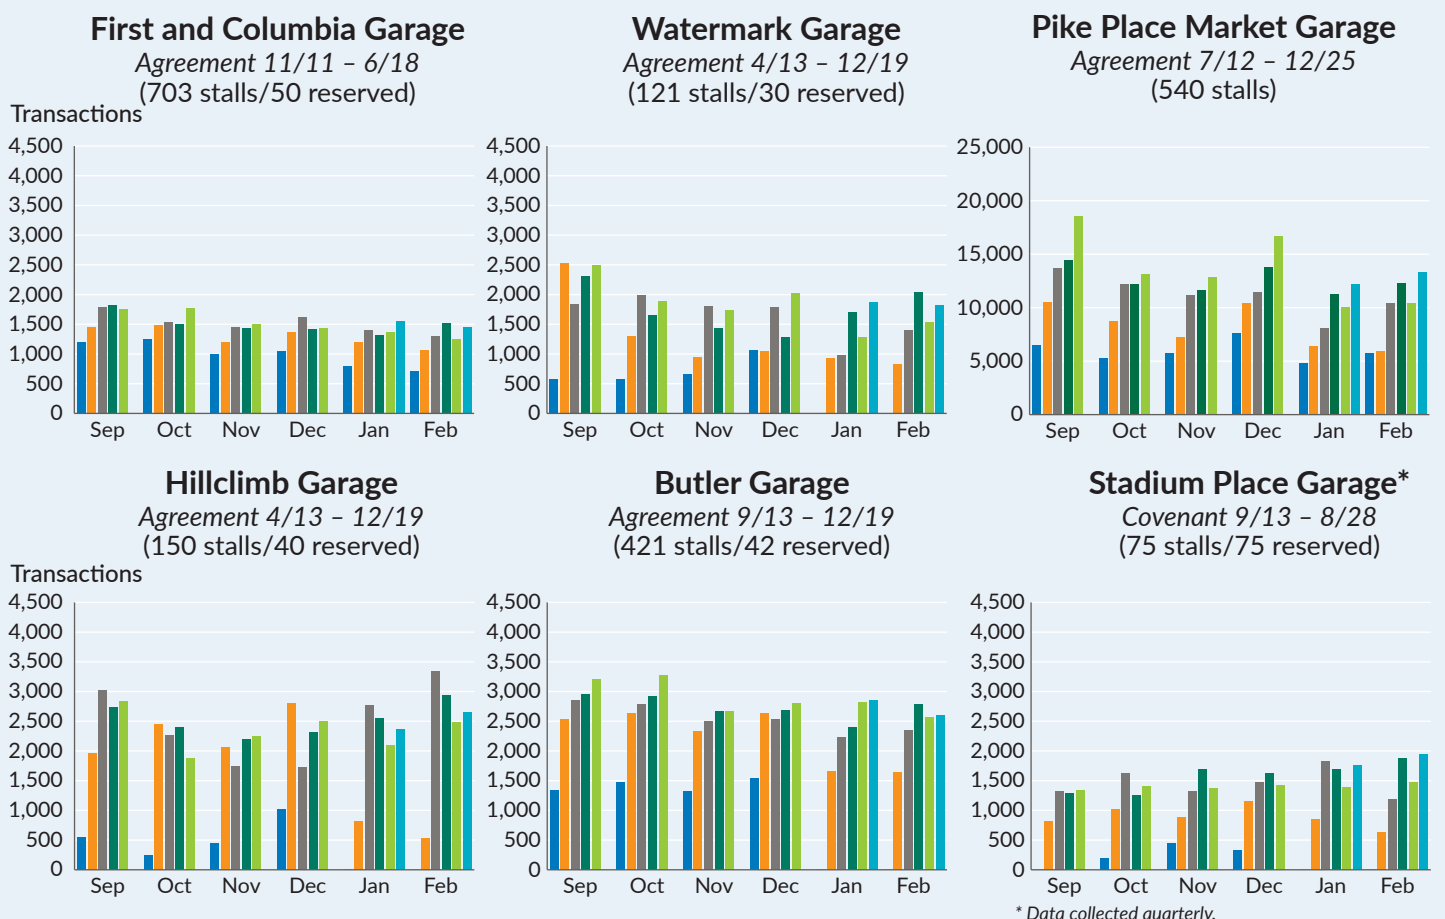 First and Columbia Garage
Agreement 11/11 – 6/18
(703 stalls/50 reserved)
Transactions
4,500
4,000
3,500
3,000
2,500
2,000
1,500
1,000
500
0
Sep Oct Nov Dec Jan Feb
Watermark Garage
Agreement 4/13 – 12/19
(121 stalls/30 reserved)
4,500
4,000
3,500
3,000
2,500
2,000
1,500
1,000
500
0
Sep Oct Nov Dec Jan Feb
Pike Place Market Garage
Agreement 7/12 – 12/25
(540 stalls)
25,000
20,000
15,000
10,000
5,000
0
Sep Oct Nov Dec Jan Feb
Hillclimb Garage
Agreement 4/13 – 12/19
(150 stalls/40 reserved)
Transactions
4,500
4,000
3,500
3,000
2,500
2,000
1,500
1,000
500
0
Sep Oct Nov Dec Jan Feb
Butler Garage
Agreement 9/13 – 12/19
(421 stalls/42 reserved)
4,500
4,000
3,500
3,000
2,500
2,000
1,500
1,000
500
0
Sep Oct Nov Dec Jan Feb
Stadium Place Garage*
Covenant 9/13 – 8/28
(75 stalls/75 reserved)
4,500
4,000
3,500
3,000
2,500
2,000
1,500
1,000
500
0
Sep Oct Nov Dec Jan Feb
* Data collected quarterly.